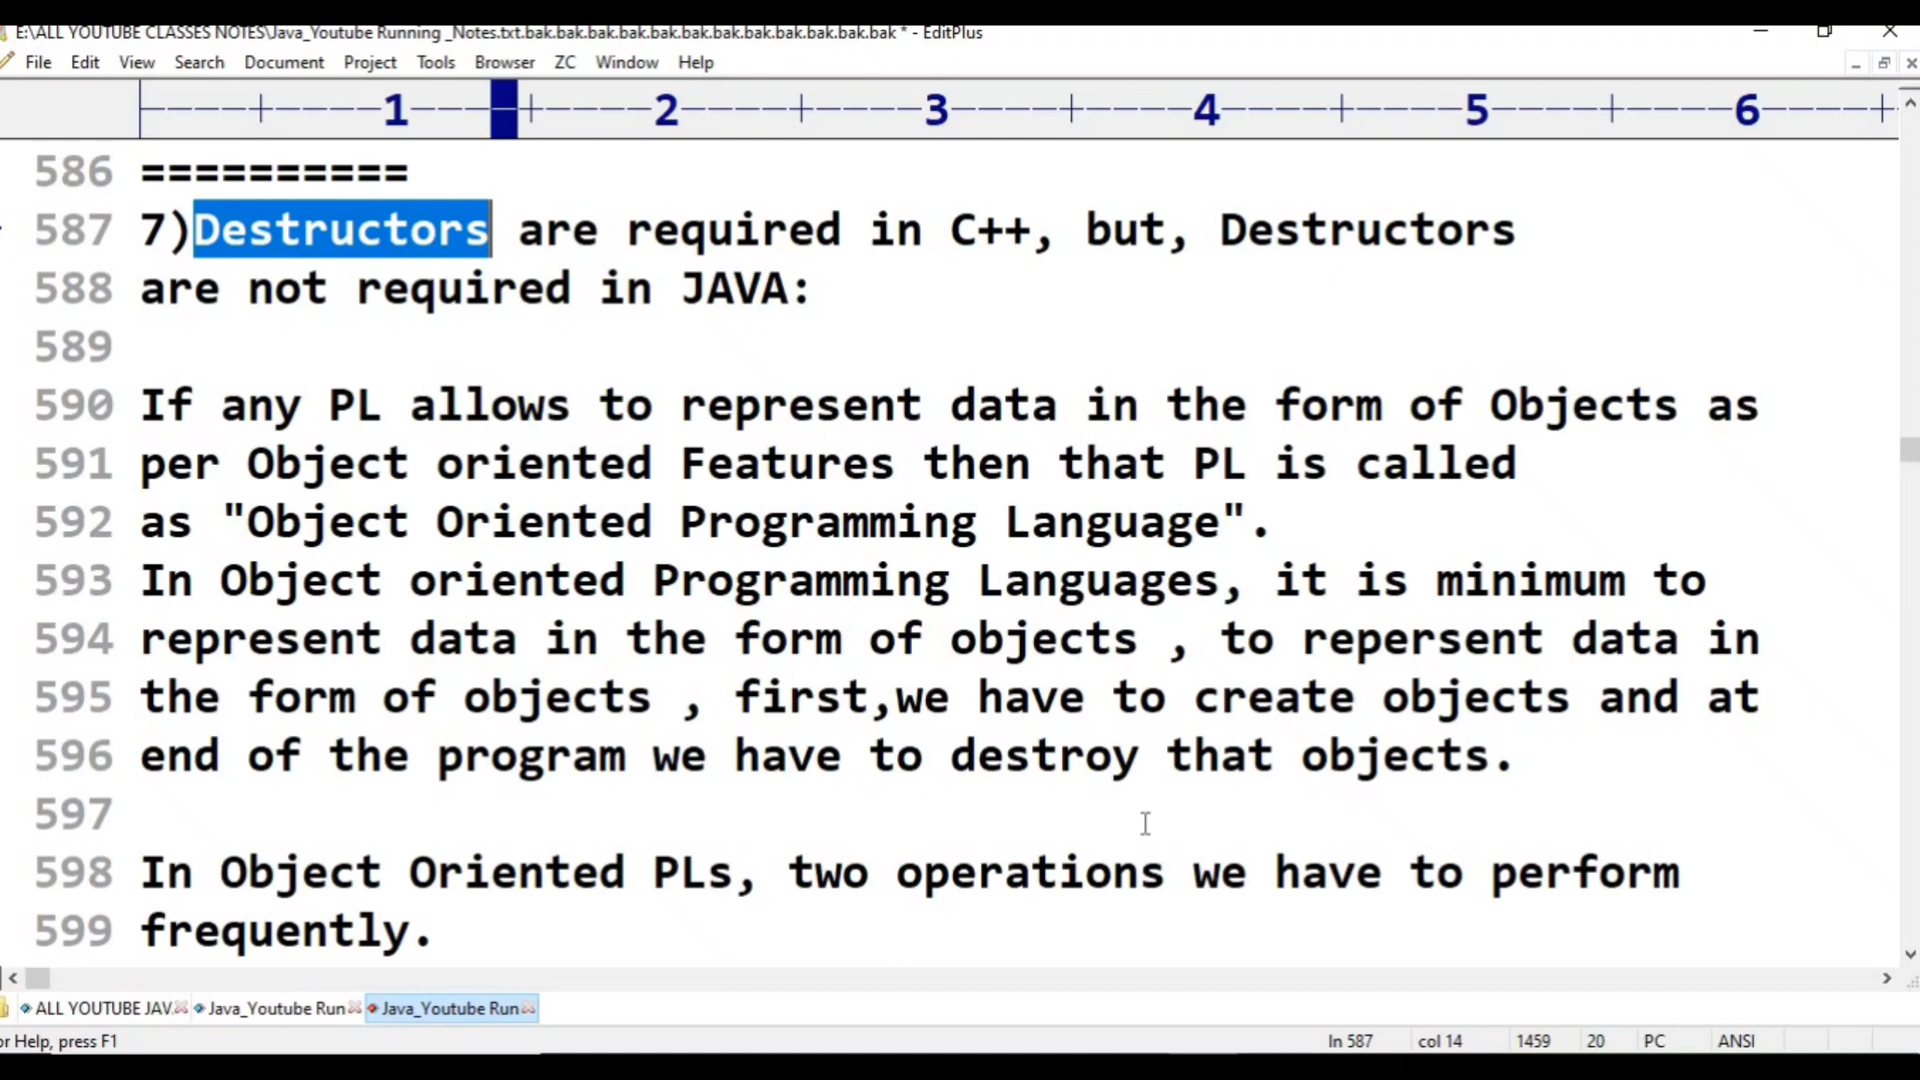 E:\ALL YOUTUBE CLASSES NOTES\Java_Youtube Running _Notes.txt.bak.bak.bak.bak.bak.bak.bak.bak.bak.bak.bak.bak * - EditPlus
File Edit View Search Document Project Tools Browser ZC Window Help
1 2 3 4 5 6
586 ==========
587 7)Destructors are required in C++, but, Destructors
588 are not required in JAVA:
589
590 If any PL allows to represent data in the form of Objects as
591 per Object oriented Features then that PL is called
592 as "Object Oriented Programming Language".
593 In Object oriented Programming Languages, it is minimum to
594 represent data in the form of objects , to repersent data in
595 the form of objects , first,we have to create objects and at
596 end of the program we have to destroy that objects.
597
598 In Object Oriented PLs, two operations we have to perform
599 frequently.
ALL YOUTUBE JAV Java_Youtube Run Java_Youtube Run
or Help, press F1 ln 587 col 14 1459 20 PC ANSI